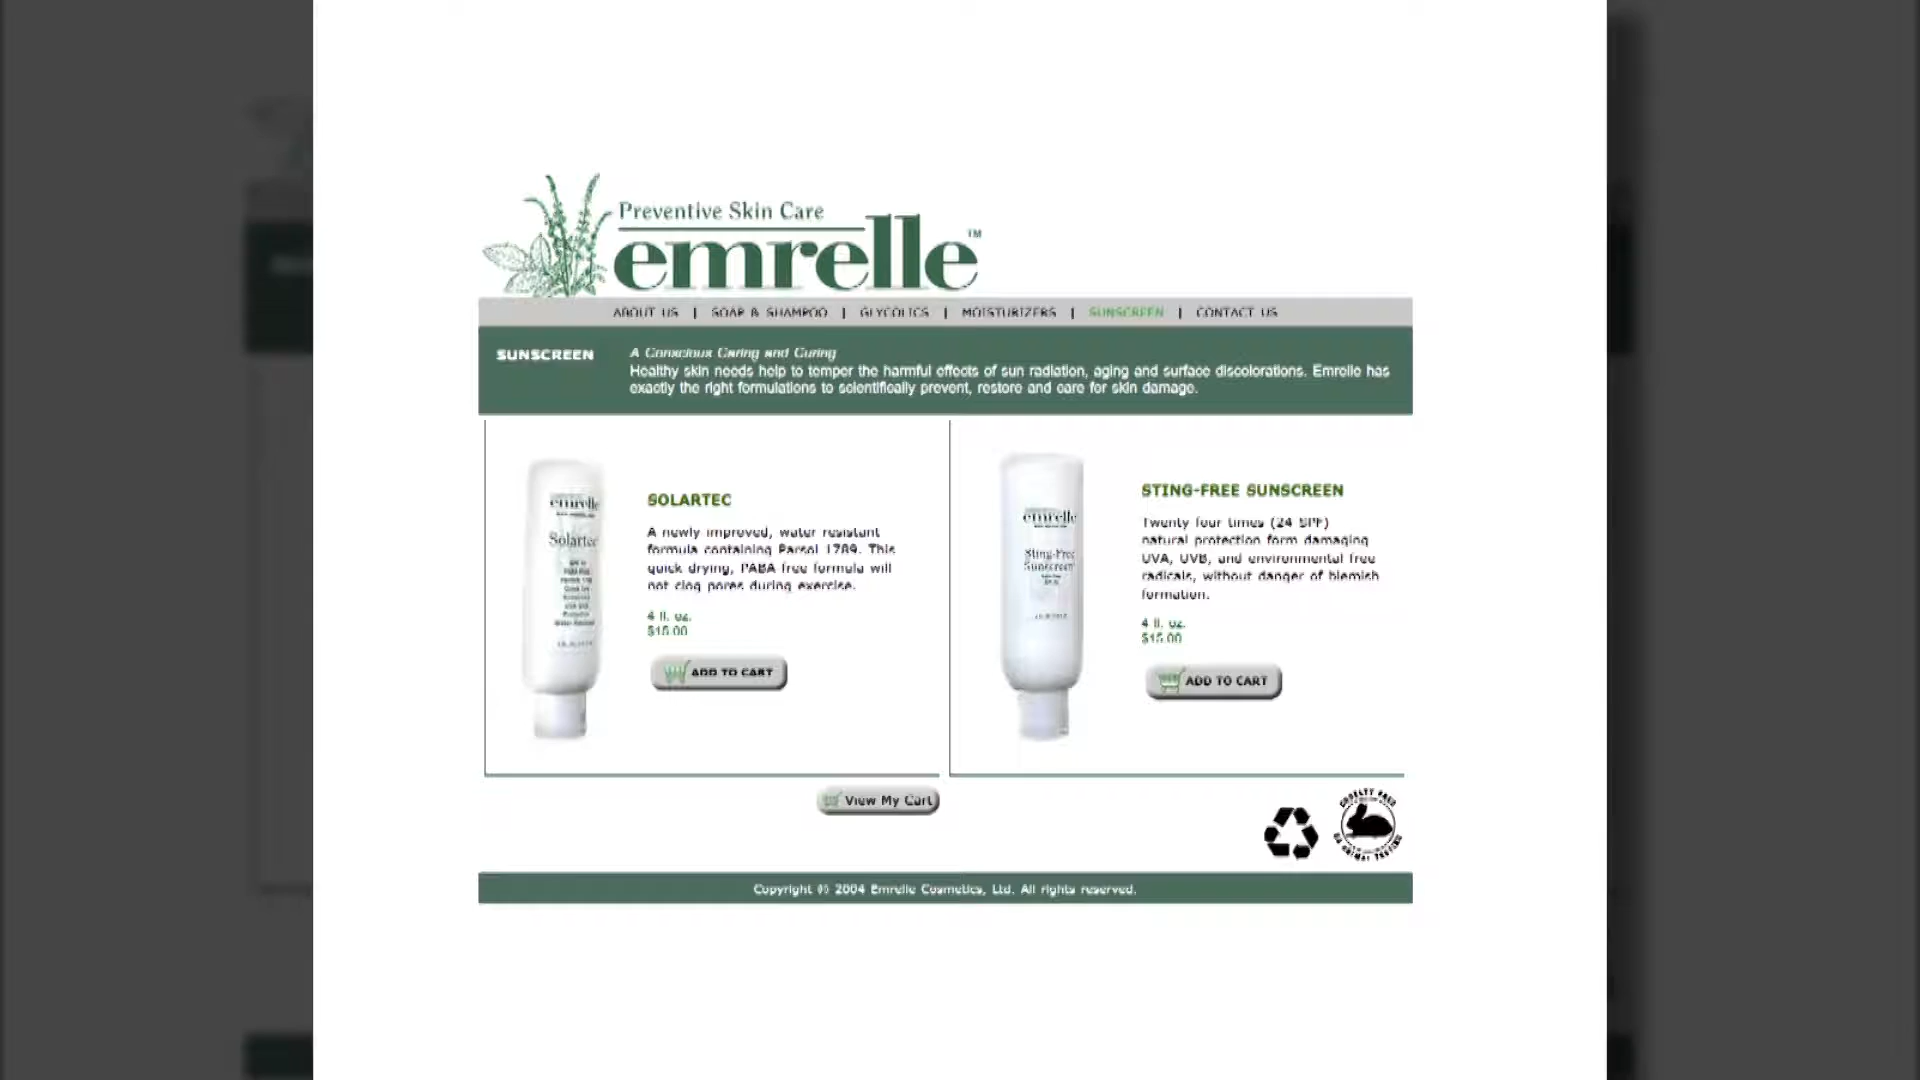 Preventive Skin Care
emrelle™
ABOUT US | SOAP & SHAMPOO | GLYCOLICS | MOISTURIZERS | SUNSCREEN | CONTACT US
SUNSCREEN
A Conscious Caring and Curing
Healthy skin needs help to temper the harmful effects of sun radiation, aging and surface discolorations. Emrelle has
exactly the right formulations to scientifically prevent, restore and care for skin damage.
emrelle
Solartec
SOLARTEC
A newly improved, water resistant
formula containing Parsol 1789. This
quick drying, PABA free formula will
not clog pores during exercise.
4 fl. oz.
$15.00
ADD TO CART
emrelle
Sting-Free
Sunscreen
STING-FREE SUNSCREEN
Twenty four times (24 SPF)
natural protection form damaging
UVA, UVB, and environmental free
radicals, without danger of blemish
formation.
4 fl. oz.
$15.00
ADD TO CART
View My Cart
CRUELTY FREE
NO ANIMAL TESTING
Copyright © 2004 Emrelle Cosmetics, Ltd. All rights reserved.